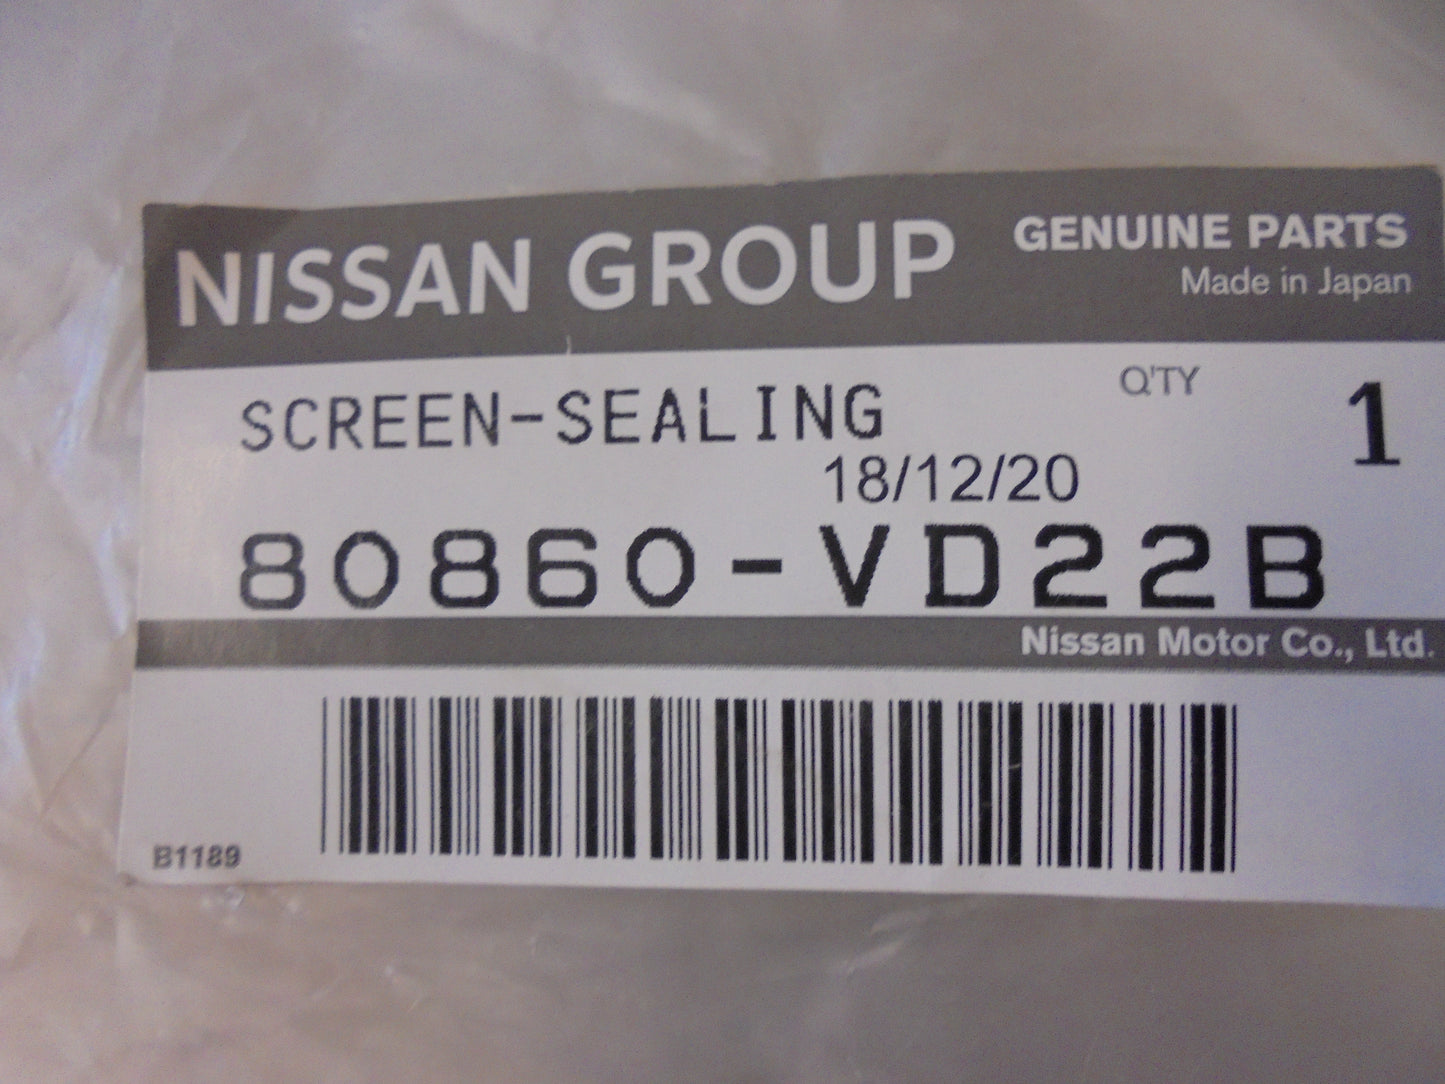 NISSAN GROUP
GENUINE PARTS
Made in Japan
SCREEN-SEALING
Q'TY 1
18/12/20
80860-VD22B
Nissan Motor Co., Ltd.
B1189